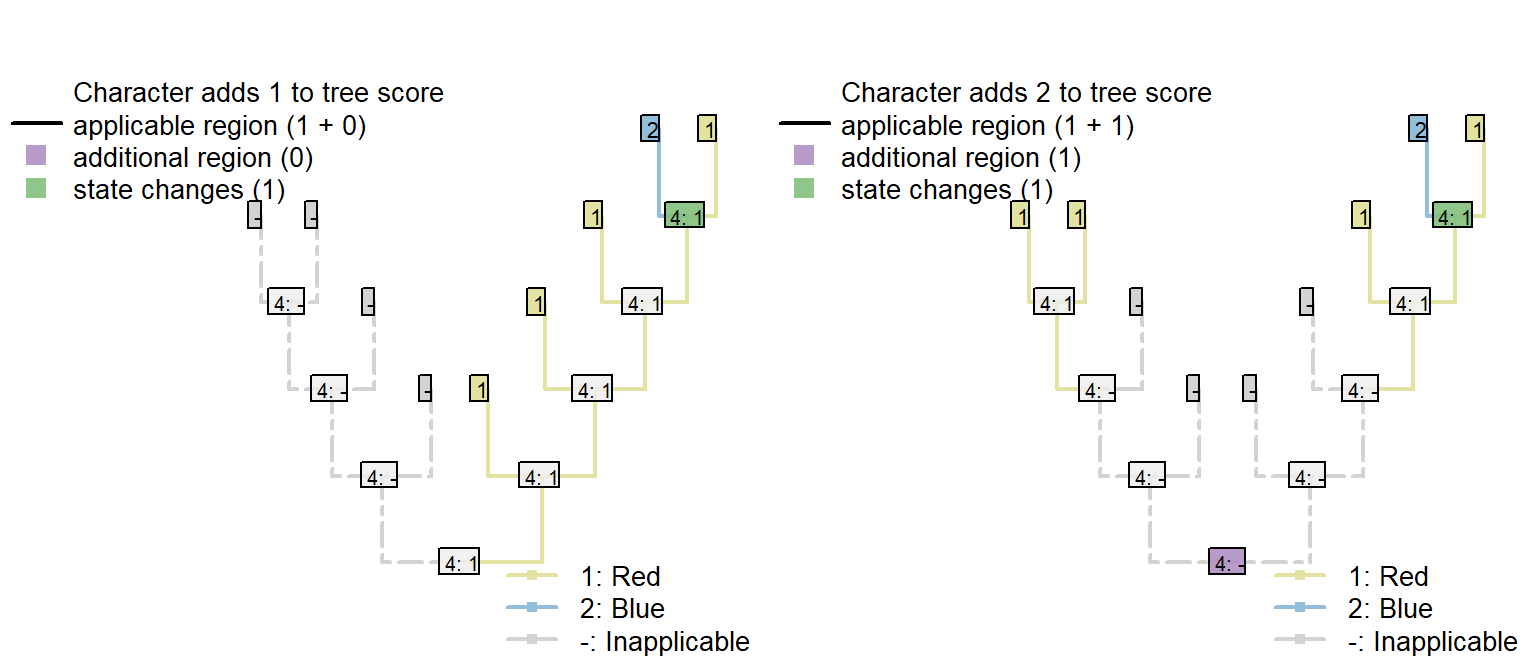 Character adds 1 to tree score
applicable region (1 + 0)
additional region (0)
state changes (1)
2 1
- - 1 4: 1
4: - - 1 4: 1
4: - - 1 4: 1
4: - 4: 1
4: 1
1: Red
2: Blue
-: Inapplicable
Character adds 2 to tree score
applicable region (1 + 1)
additional region (1)
state changes (1)
2 1
1 1 1 4: 1
4: 1 - - 4: 1
4: - - - 4: -
4: - 4: -
4: -
1: Red
2: Blue
-: Inapplicable